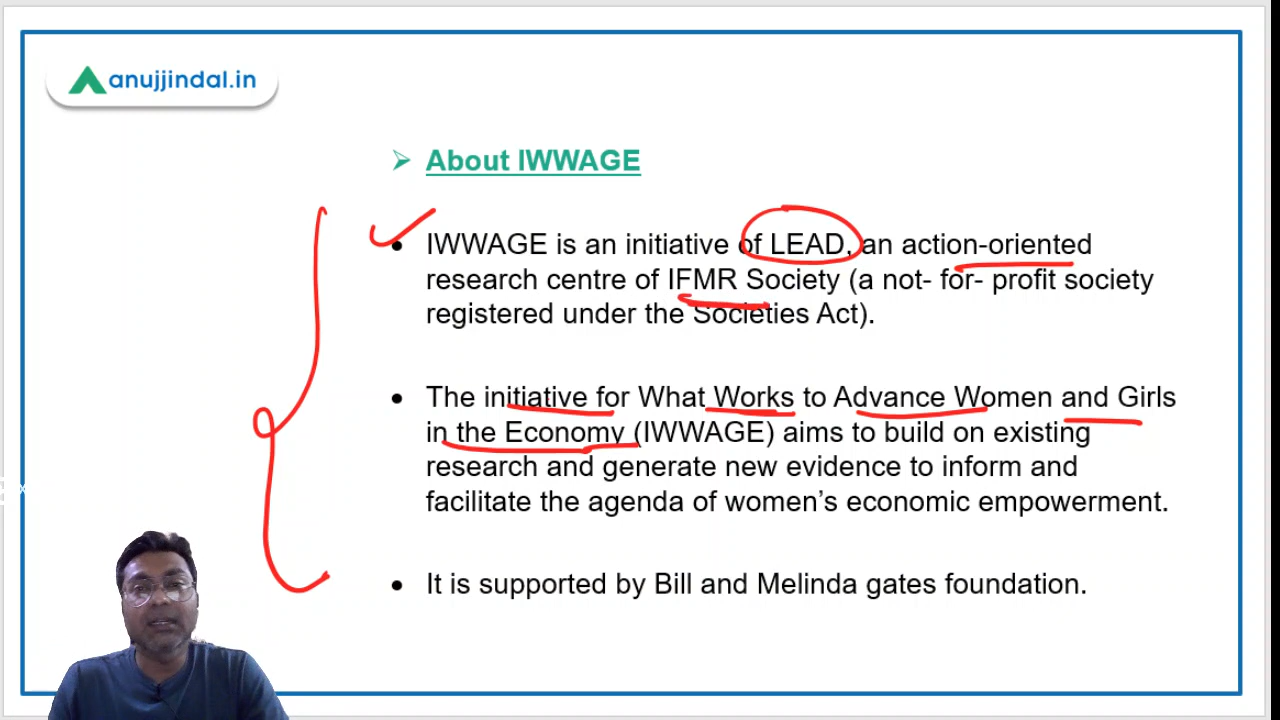 anujjindal.in
➢ About IWWAGE
• IWWAGE is an initiative of LEAD, an action-oriented
research centre of IFMR Society (a not- for- profit society
registered under the Societies Act).
• The initiative for What Works to Advance Women and Girls
in the Economy (IWWAGE) aims to build on existing
research and generate new evidence to inform and
facilitate the agenda of women’s economic empowerment.
• It is supported by Bill and Melinda gates foundation.